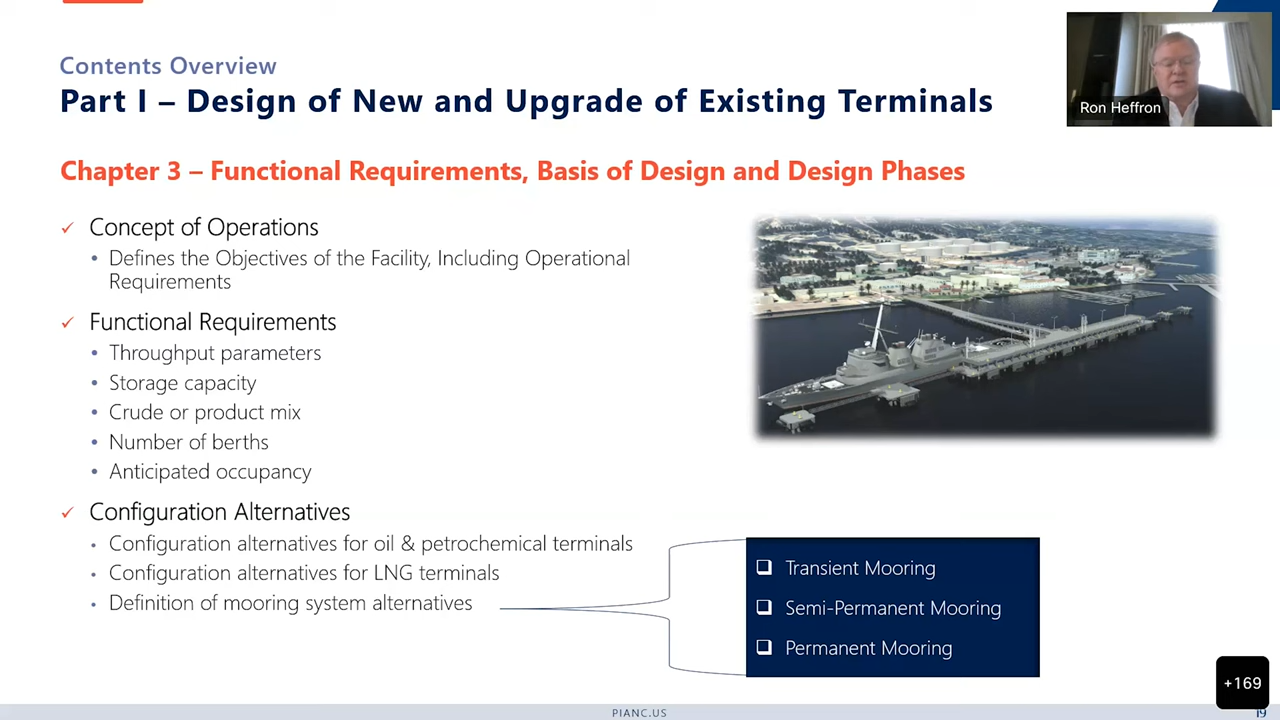 Contents Overview
Part I – Design of New and Upgrade of Existing Terminals
Ron Heffron
Chapter 3 – Functional Requirements, Basis of Design and Design Phases
✓ Concept of Operations
• Defines the Objectives of the Facility, Including Operational
Requirements
✓ Functional Requirements
• Throughput parameters
• Storage capacity
• Crude or product mix
• Number of berths
• Anticipated occupancy
✓ Configuration Alternatives
• Configuration alternatives for oil & petrochemical terminals
• Configuration alternatives for LNG terminals
• Definition of mooring system alternatives
❑ Transient Mooring
❑ Semi-Permanent Mooring
❑ Permanent Mooring
+169
PIANC.US
19